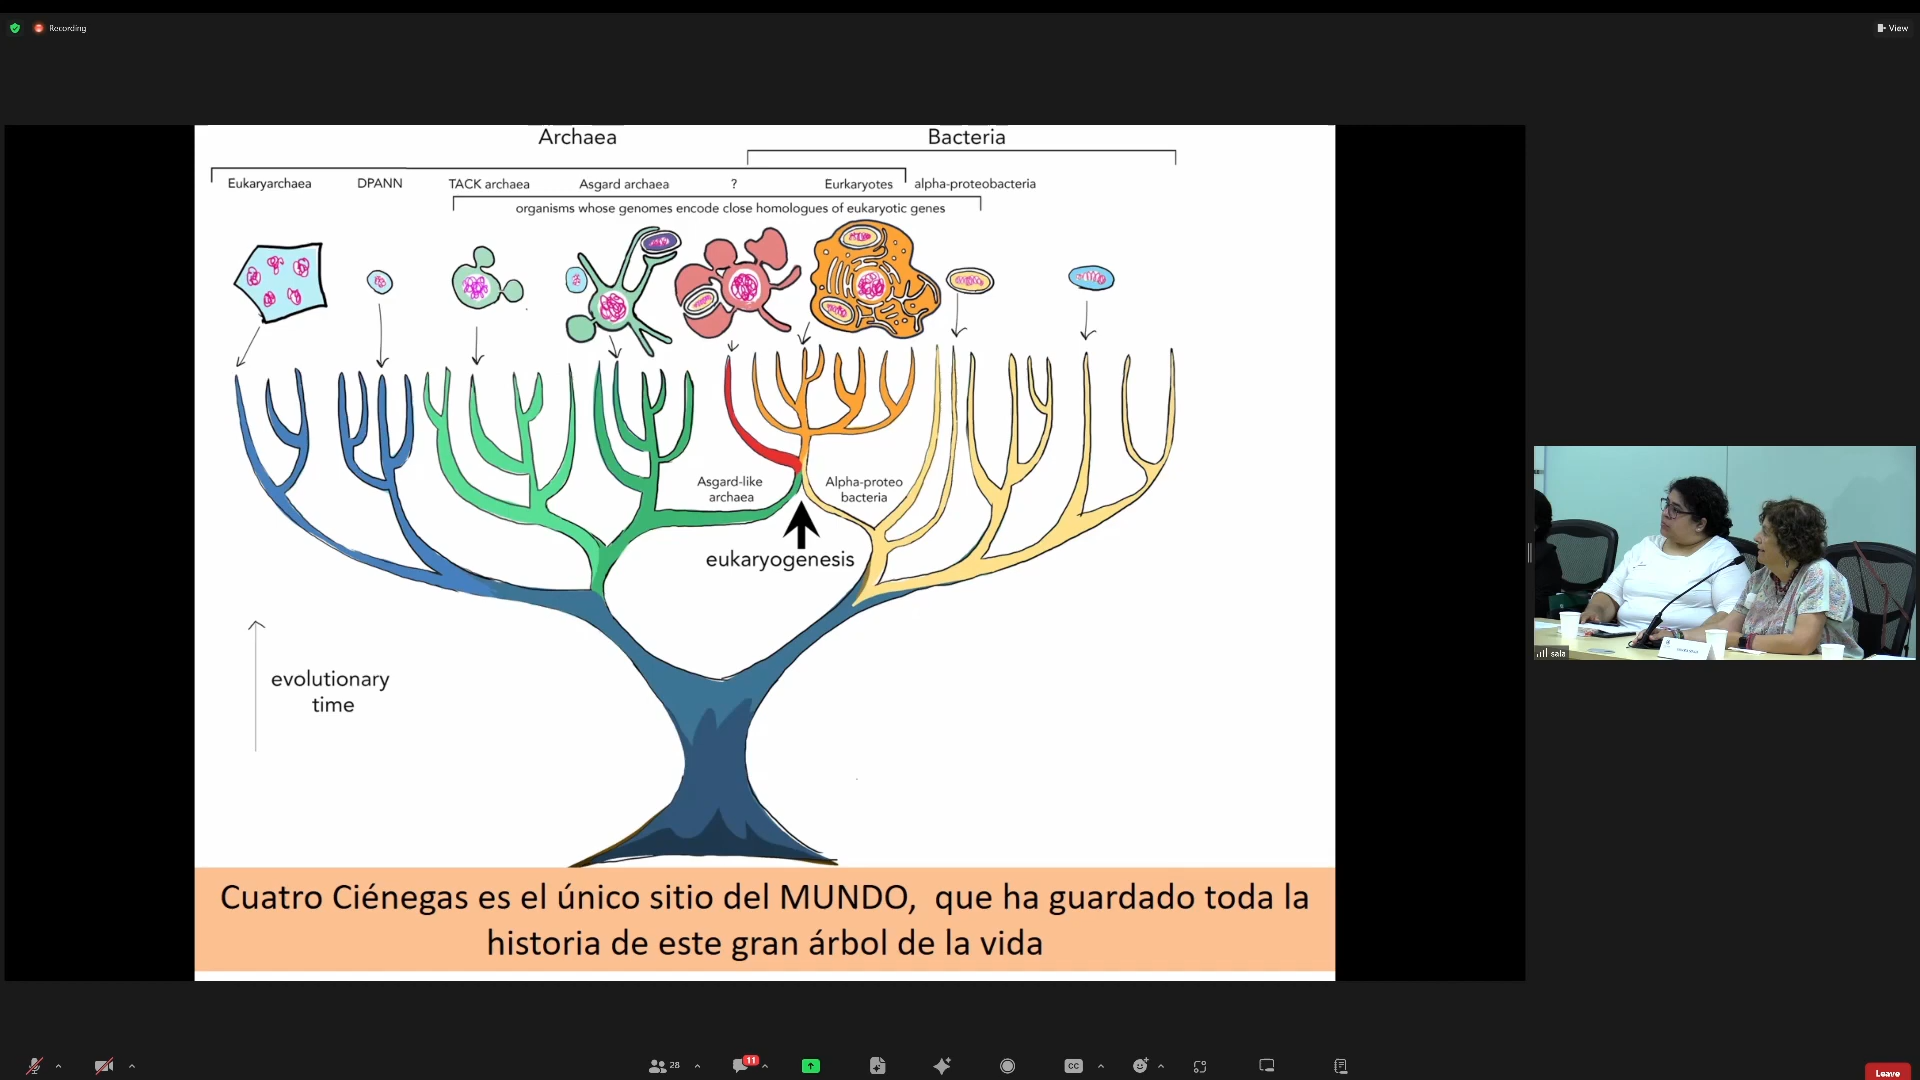 Recording
View
Archaea
Bacteria
Eukaryarchaea
DPANN
TACK archaea
Asgard archaea
?
Eurkaryotes
alpha-proteobacteria
organisms whose genomes encode close homologues of eukaryotic genes
Asgard-like
archaea
Alpha-proteo
bacteria
eukaryogenesis
evolutionary
time
sala
Cuatro Ciénegas es el único sitio del MUNDO, que ha guardado toda la
historia de este gran árbol de la vida
28
11
CC
Leave